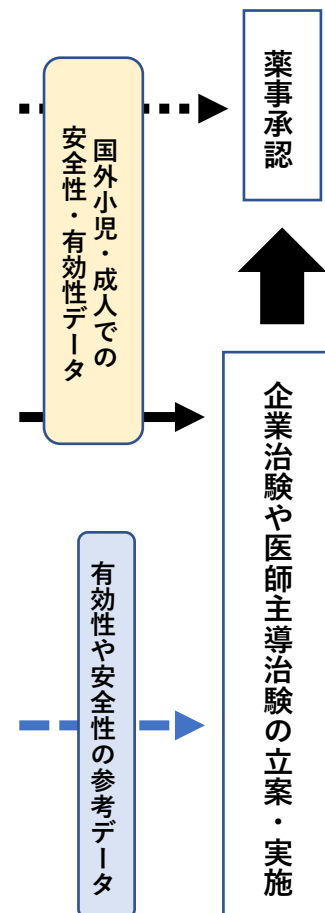 薬事承認
国外小児・成人での
安全性・有効性データ
企業治験や医師主導治験の立案・実施
有効性や安全性の参考データ